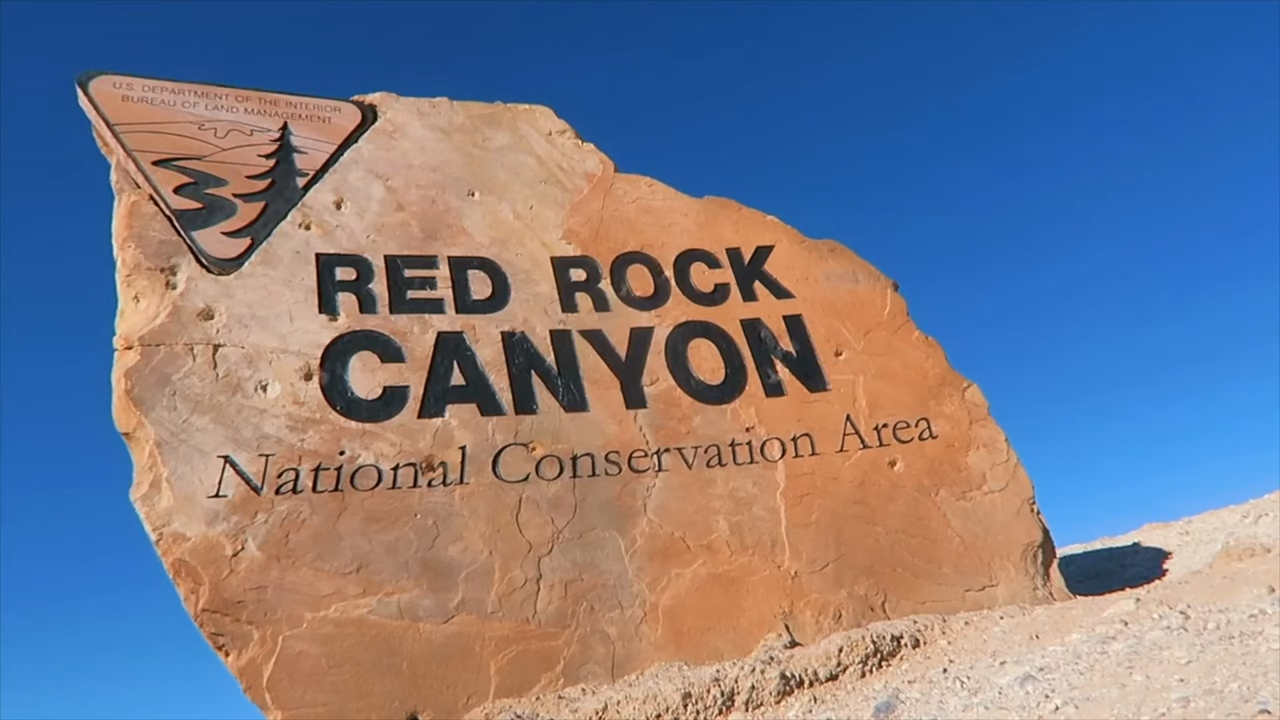 U.S. DEPARTMENT OF THE INTERIOR
BUREAU OF LAND MANAGEMENT
RED ROCK
CANYON
National Conservation Area